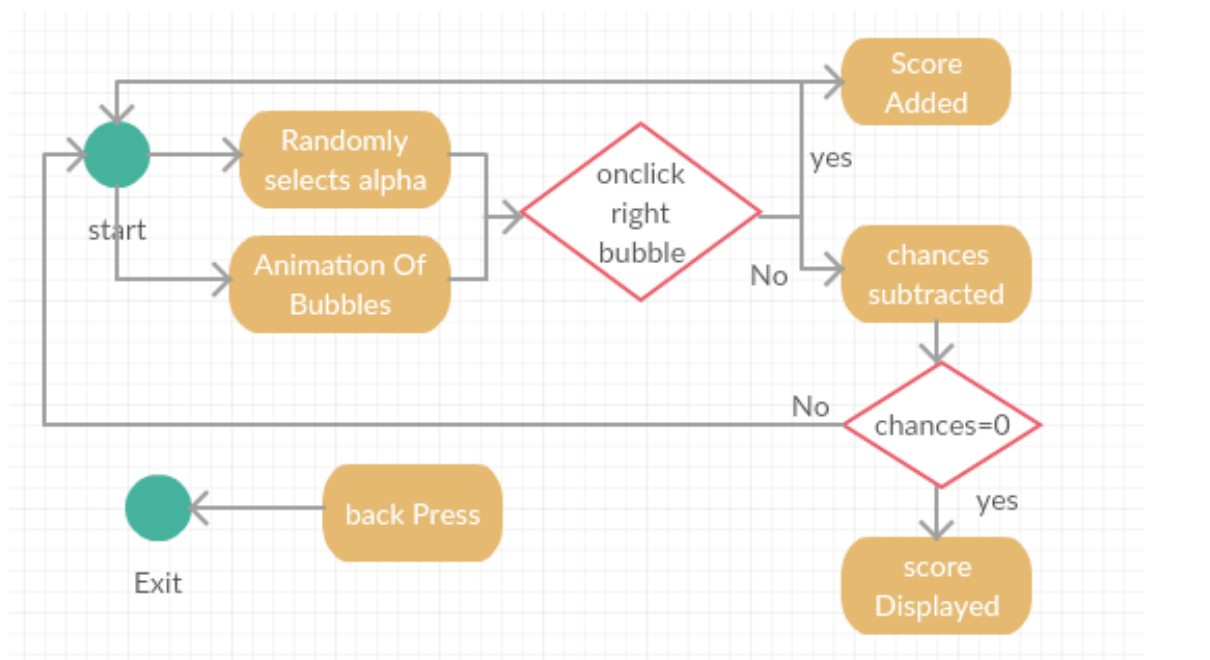 Score
Added
Randomly
selects alpha
yes
onclick
right
bubble
start
Animation Of
Bubbles
No
chances
subtracted
No
chances=0
back Press
yes
Exit
score
Displayed